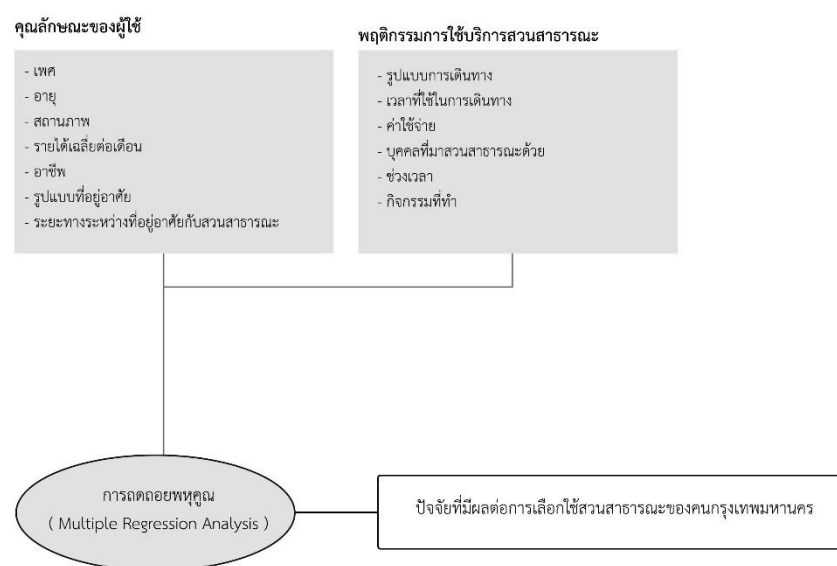 คุณลักษณะของผู้ใช้
- เพศ
- อายุ
- สถานภาพ
- รายได้เฉลี่ยต่อเดือน
- อาชีพ
- รูปแบบที่อยู่อาศัย
- ระยะทางระหว่างที่อยู่อาศัยกับสวนสาธารณะ
พฤติกรรมการใช้บริการสวนสาธารณะ
- รูปแบบการเดินทาง
- เวลาที่ใช้ในการเดินทาง
- ค่าใช้จ่าย
- บุคคลที่มาสวนสาธารณะด้วย
- ช่วงเวลา
- กิจกรรมที่ทำ
การถดถอยพหุคูณ
( Multiple Regression Analysis )
ปัจจัยที่มีผลต่อการเลือกใช้สวนสาธารณะของคนกรุงเทพมหานคร